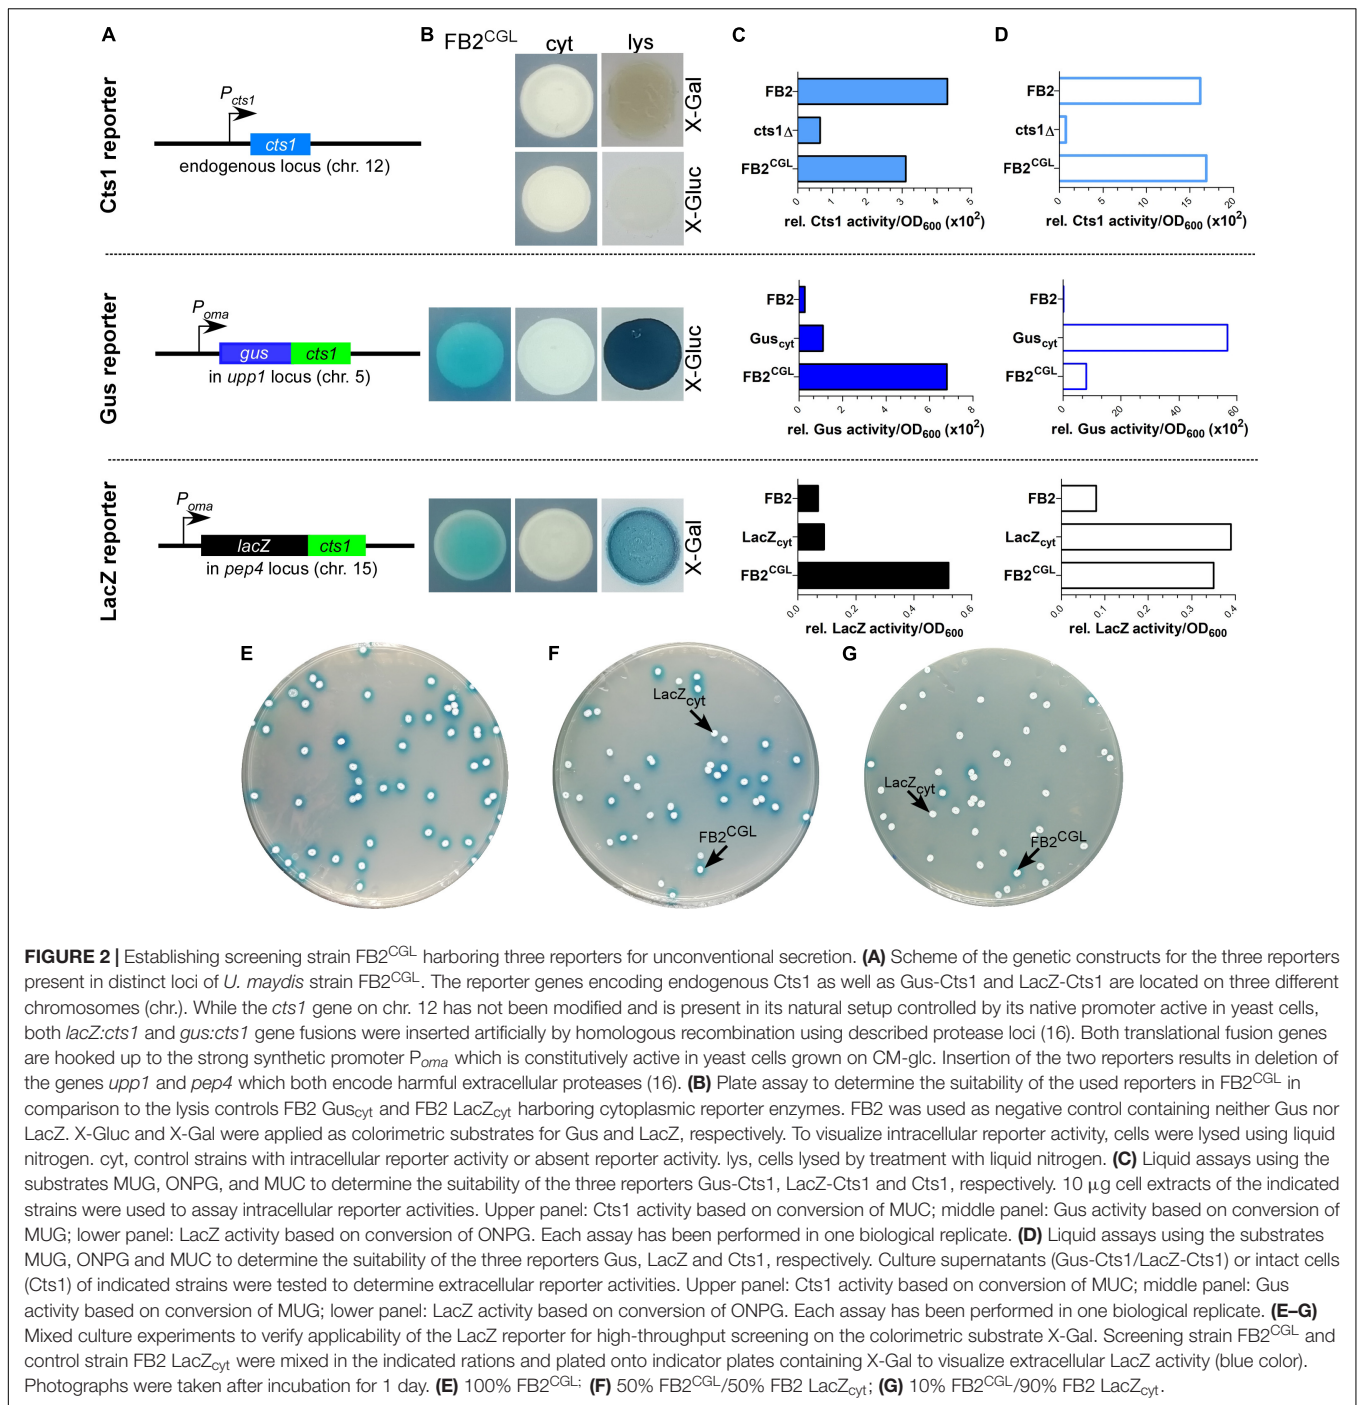 A
B
FB2CGL
cyt
lys
C
D
Cts1 reporter
Pcts1
cts1
endogenous locus (chr. 12)
X-Gal
X-Gluc
FB2
cts1Δ
FB2CGL
0 1 2 3 4 5
rel. Cts1 activity/OD600 (x102)
FB2
cts1Δ
FB2CGL
0 5 10 15 20
rel. Cts1 activity/OD600 (x102)
Gus reporter
Poma
gus cts1
in upp1 locus (chr. 5)
X-Gluc
FB2
Guscyt
FB2CGL
0 2 4 6 8
rel. Gus activity/OD600 (x102)
FB2
Guscyt
FB2CGL
0 20 40 60
rel. Gus activity/OD600 (x102)
LacZ reporter
Poma
lacZ cts1
in pep4 locus (chr. 15)
X-Gal
FB2
LacZcyt
FB2CGL
0.0 0.2 0.4 0.6
rel. LacZ activity/OD600
FB2
LacZcyt
FB2CGL
0.0 0.1 0.2 0.3 0.4
rel. LacZ activity/OD600
E
F
LacZcyt
FB2CGL
G
LacZcyt
FB2CGL
FIGURE 2 | Establishing screening strain FB2CGL harboring three reporters for unconventional secretion. (A) Scheme of the genetic constructs for the three reporters
present in distinct loci of U. maydis strain FB2CGL. The reporter genes encoding endogenous Cts1 as well as Gus-Cts1 and LacZ-Cts1 are located on three different
chromosomes (chr.). While the cts1 gene on chr. 12 has not been modified and is present in its natural setup controlled by its native promoter active in yeast cells,
both lacZ:cts1 and gus:cts1 gene fusions were inserted artificially by homologous recombination using described protease loci (16). Both translational fusion genes
are hooked up to the strong synthetic promoter Poma which is constitutively active in yeast cells grown on CM-glc. Insertion of the two reporters results in deletion of
the genes upp1 and pep4 which both encode harmful extracellular proteases (16). (B) Plate assay to determine the suitability of the used reporters in FB2CGL in
comparison to the lysis controls FB2 Guscyt and FB2 LacZcyt harboring cytoplasmic reporter enzymes. FB2 was used as negative control containing neither Gus nor
LacZ. X-Gluc and X-Gal were applied as colorimetric substrates for Gus and LacZ, respectively. To visualize intracellular reporter activity, cells were lysed using liquid
nitrogen. cyt, control strains with intracellular reporter activity or absent reporter activity. lys, cells lysed by treatment with liquid nitrogen. (C) Liquid assays using the
substrates MUG, ONPG, and MUC to determine the suitability of the three reporters Gus-Cts1, LacZ-Cts1 and Cts1, respectively. 10 μg cell extracts of the indicated
strains were used to assay intracellular reporter activities. Upper panel: Cts1 activity based on conversion of MUC; middle panel: Gus activity based on conversion of
MUG; lower panel: LacZ activity based on conversion of ONPG. Each assay has been performed in one biological replicate. (D) Liquid assays using the substrates
MUG, ONPG and MUC to determine the suitability of the three reporters Gus, LacZ and Cts1, respectively. Culture supernatants (Gus-Cts1/LacZ-Cts1) or intact cells
(Cts1) of indicated strains were tested to determine extracellular reporter activities. Upper panel: Cts1 activity based on conversion of MUC; middle panel: Gus
activity based on conversion of MUG; lower panel: LacZ activity based on conversion of ONPG. Each assay has been performed in one biological replicate. (E–G)
Mixed culture experiments to verify applicability of the LacZ reporter for high-throughput screening on the colorimetric substrate X-Gal. Screening strain FB2CGL and
control strain FB2 LacZcyt were mixed in the indicated rations and plated onto indicator plates containing X-Gal to visualize extracellular LacZ activity (blue color).
Photographs were taken after incubation for 1 day. (E) 100% FB2CGL; (F) 50% FB2CGL/50% FB2 LacZcyt; (G) 10% FB2CGL/90% FB2 LacZcyt.